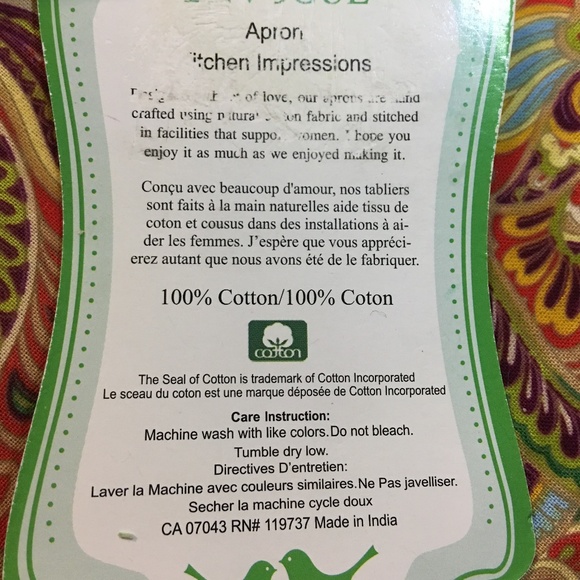 Apron
Impressions
of love, our aprons
crafted using fabric and stitched
in facilities that hope you
enjoy it as much as we enjoyed making it.
Conçu avec beaucoup d'amour, nos tabliers
sont faits à la main naturelles aide tissu de
coton et cousus dans des installations à ai-
der les femmes. J'espère que vous appréci-
erez autant que nous avons été de le fabriquer.
100% Cotton/100% Coton
cotton
The Seal of Cotton is trademark of Cotton Incorporated
Le sceau du coton est une marque déposée de Cotton Incorporated
Care Instruction:
Machine wash with like colors.Do not bleach.
Tumble dry low.
Directives D'entretien:
Laver la Machine avec couleurs similaires.Ne Pas javelliser.
Secher la machine cycle doux
CA 07043 RN# 119737 Made in India